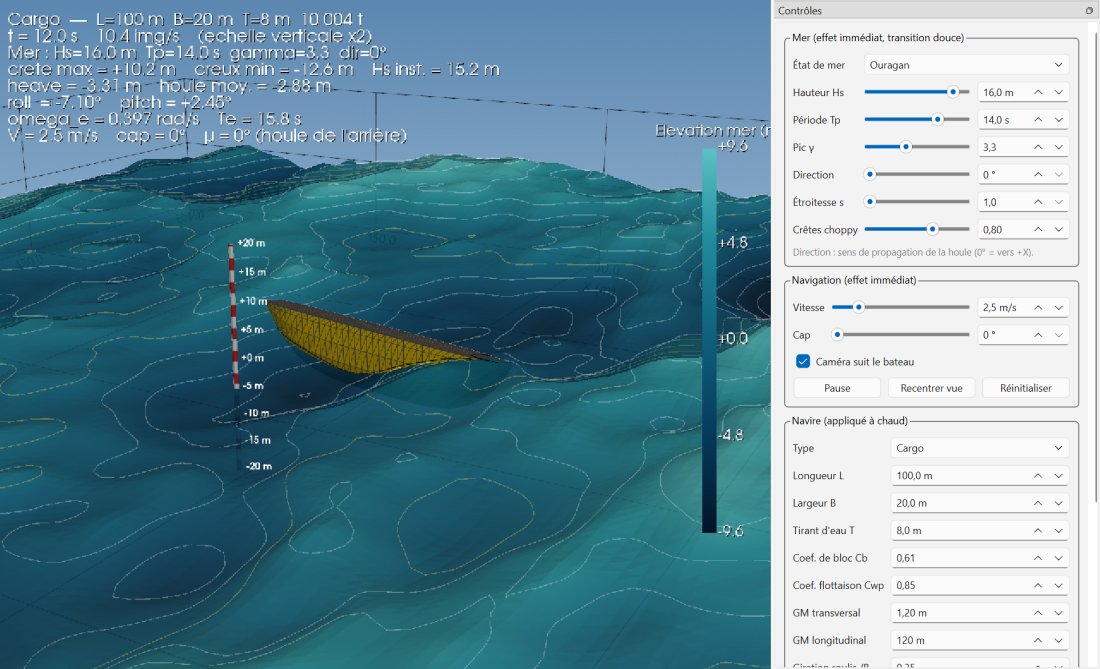 Cargo — L=100 m B=20 m T=8 m 10 004 t
t = 12.0 s 10.4 img/s (echelle verticale x2)
Mer : Hs=16.0 m Tp=14.0 s gamma=3.3 dir=0°
crete max = +10.2 m creux min = -12.6 m Hs inst. = 15.2 m
heave = -3.31 m houle moy. = -2.88 m
roll = -7.10° pitch = +2.45°
omega_e = 0.397 rad/s Te = 15.8 s
V = 2.5 m/s cap = 0° µ = 0° (houle de l'arrière)
Elevation mer (r
+9.6
+4.8
+0.0
-4.8
-9.6
+20 m
+15 m
+10 m
+5 m
+0 m
-5 m
-10 m
-15 m
-20 m
Contrôles
Mer (effet immédiat, transition douce)
État de mer Ouragan
Hauteur Hs 16,0 m
Période Tp 14,0 s
Pic γ 3,3
Direction 0 °
Étroitesse s 1,0
Crêtes choppy 0,80
Direction : sens de propagation de la houle (0° = vers +X).
Navigation (effet immédiat)
Vitesse 2,5 m/s
Cap 0 °
Caméra suit le bateau
Pause Recentrer vue Réinitialiser
Navire (appliqué à chaud)
Type Cargo
Longueur L 100,0 m
Largeur B 20,0 m
Tirant d'eau T 8,0 m
Coef. de bloc Cb 0,61
Coef. flottaison Cwp 0,85
GM transversal 1,20 m
GM longitudinal 120 m
Giration roulis /B 0,35